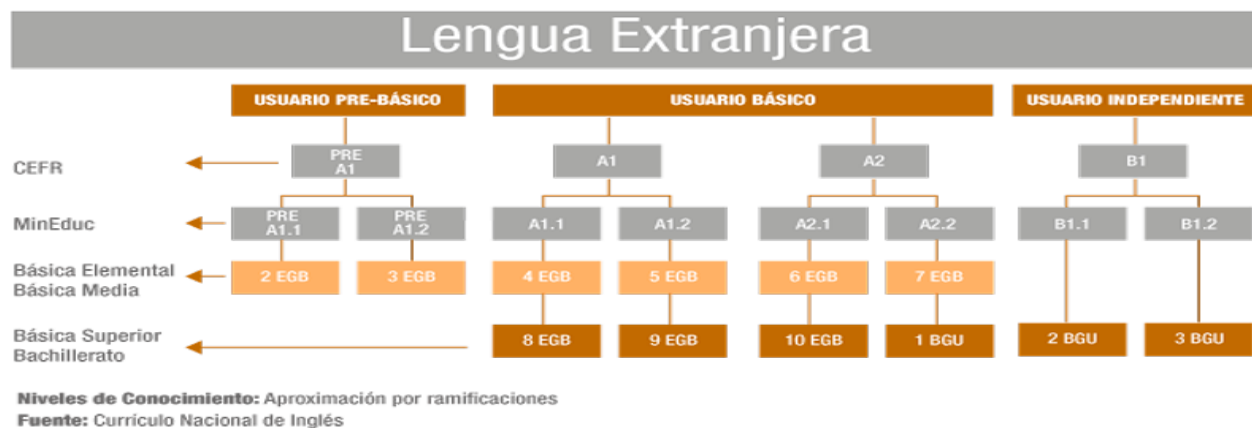 Lengua Extranjera
USUARIO PRE-BÁSICO USUARIO BÁSICO USUARIO INDEPENDIENTE
CEFR PRE A1 A1 A2 B1
MinEduc PRE A1.1 PRE A1.2 A1.1 A1.2 A2.1 A2.2 B1.1 B1.2
Básica Elemental
Básica Media
2 EGB 3 EGB 4 EGB 5 EGB 6 EGB 7 EGB
Básica Superior
Bachillerato
8 EGB 9 EGB 10 EGB 1 BGU 2 BGU 3 BGU
Niveles de Conocimiento: Aproximación por ramificaciones
Fuente: Currículo Nacional de Inglés